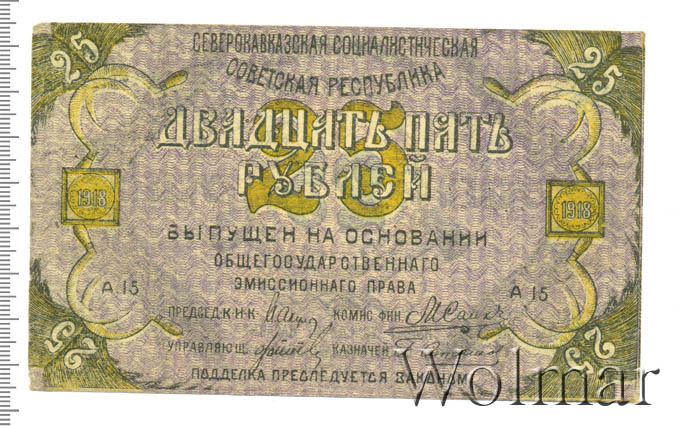 25 25
СЕВЕРОКАВКАЗСКАЯ СОЦИАЛИСТИЧЕСКАЯ
СОВЕТСКАЯ РЕСПУБЛИКА
25
ДВАДЦАТЬ ПЯТЬ
РУБЛЕЙ
1918 1918
ВЫПУЩЕН НА ОСНОВАНИИ
ОБЩЕГОСУДАРСТВЕННАГО
ЭМИССИОННАГО ПРАВА
А 15 А 15
ПРЕДСЕД.К-Н-К КОМИС ФИН
УПРАВЛЯЮЩ. КАЗНАЧЕЙ
25 25
ПОДДЕЛКА ПРЕСЛЕДУЕТСЯ ЗАКОНОМ
Wolmar